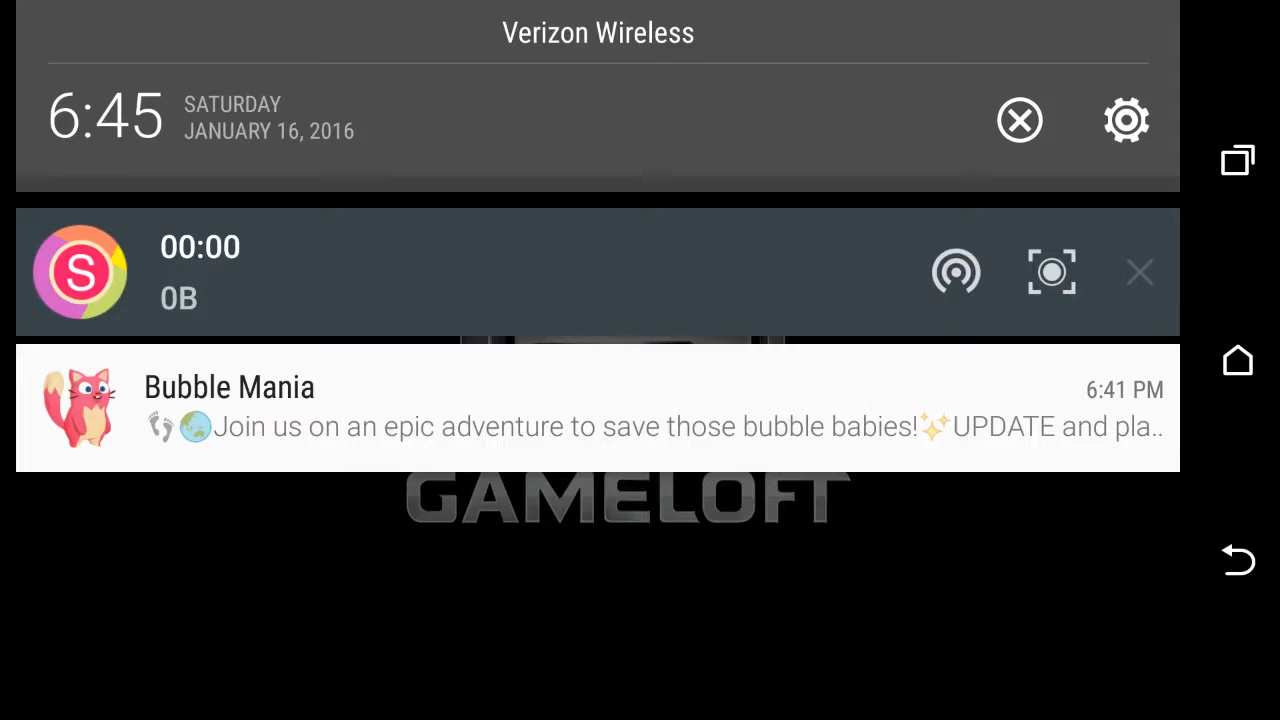 Verizon Wireless
6:45
SATURDAY
JANUARY 16, 2016
S
00:00
0B
Bubble Mania
6:41 PM
👣🌏Join us on an epic adventure to save those bubble babies!✨UPDATE and pla..
GAMELOFT